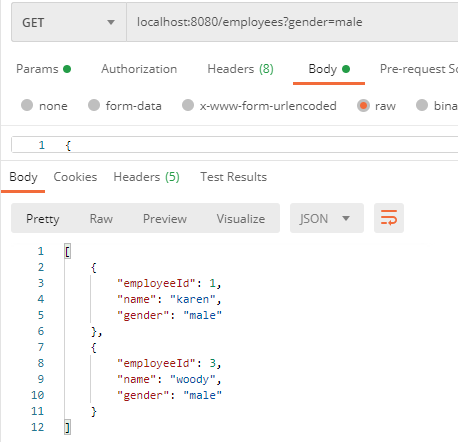 GET localhost:8080/employees?gender=male
Params Authorization Headers (8) Body Pre-request Sc
none form-data x-www-form-urlencoded raw bina
1 {
Body Cookies Headers (5) Test Results
Pretty Raw Preview Visualize JSON
1 [
2 {
3 "employeeId": 1,
4 "name": "karen",
5 "gender": "male"
6 },
7 {
8 "employeeId": 3,
9 "name": "woody",
10 "gender": "male"
11 }
12 ]